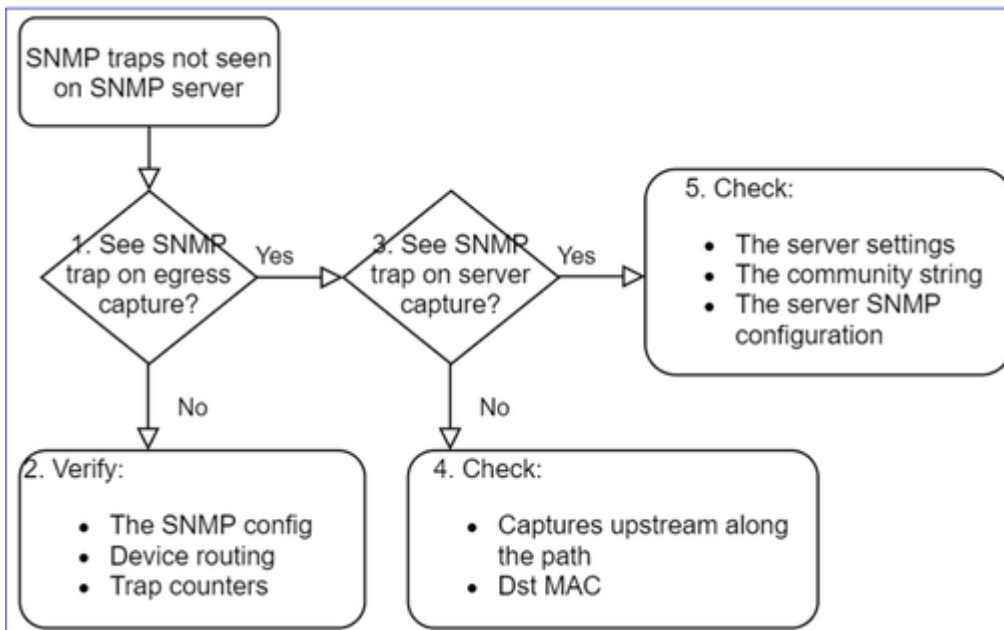 SNMP traps not seen
on SNMP server
1. See SNMP
trap on egress
capture?
Yes
3. See SNMP
trap on server
capture?
Yes
5. Check:
• The server settings
• The community string
• The server SNMP
configuration
No
No
2. Verify:
• The SNMP config
• Device routing
• Trap counters
4. Check:
• Captures upstream along
the path
• Dst MAC